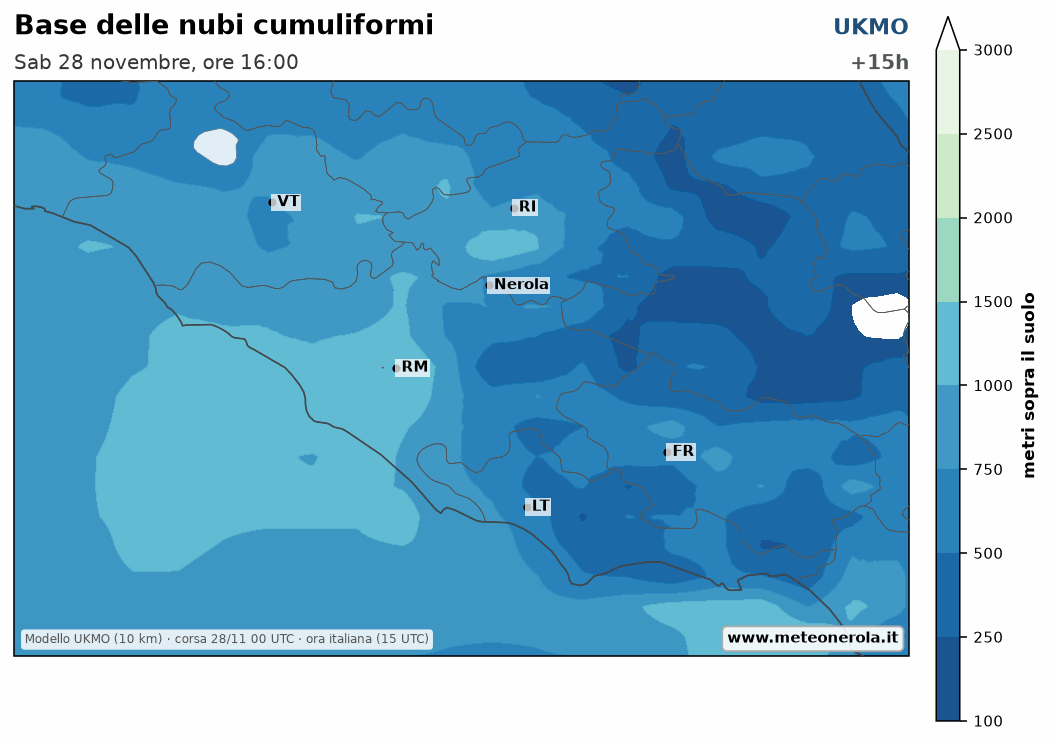 Base delle nubi cumuliformi
UKMO
Sab 28 novembre, ore 16:00
+15h
3000
2500
2000
1500
1000
750
500
250
100
metri sopra il suolo
VT
RI
Nerola
RM
FR
LT
Modello UKMO (10 km) · corsa 28/11 00 UTC · ora italiana (15 UTC)
www.meteonerola.it